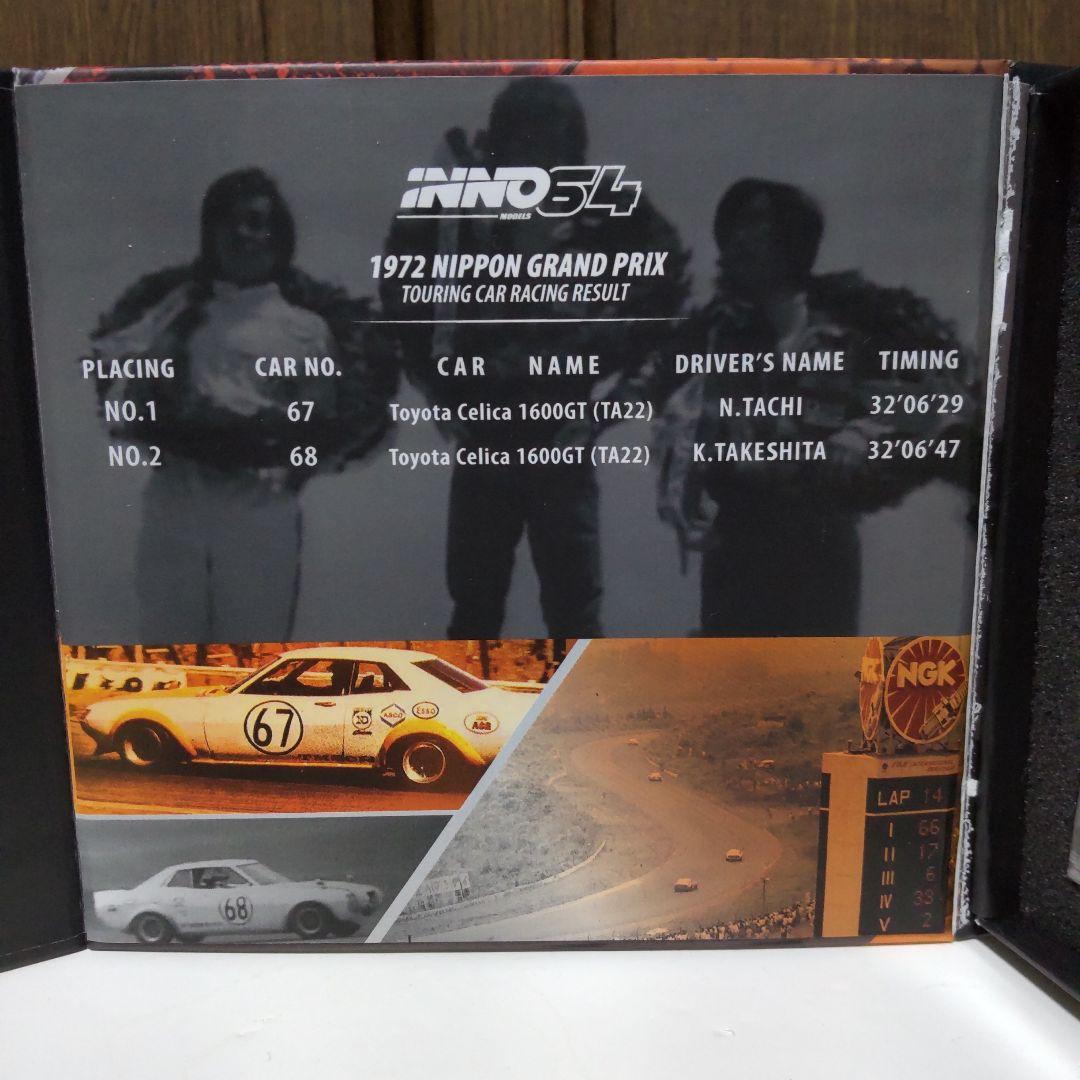 INNO64
MODELS
1972 NIPPON GRAND PRIX
TOURING CAR RACING RESULT
PLACING CAR NO. CAR NAME DRIVER'S NAME TIMING
NO.1 67 Toyota Celica 1600GT (TA22) N.TACHI 32'06'29
NO.2 68 Toyota Celica 1600GT (TA22) K.TAKESHITA 32'06'47
67
ESSO
68
NGK
LAP 14
I 66
II 17
III 6
IV 33
V 2